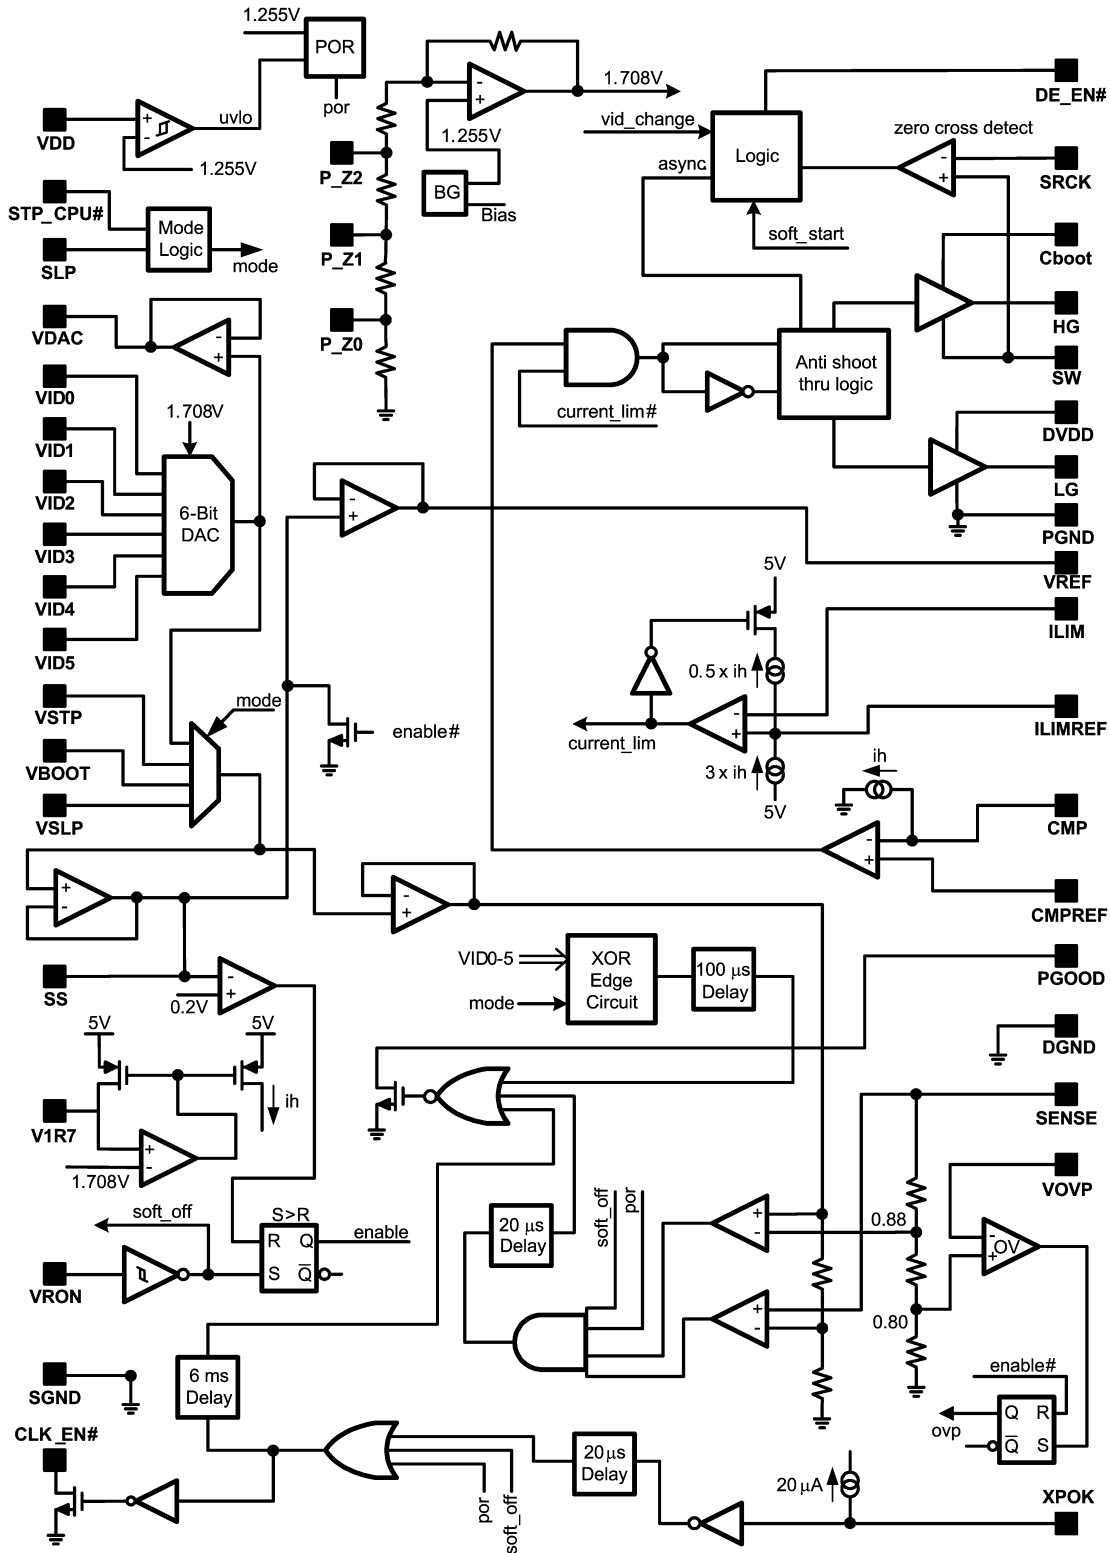 1.255V
POR
por
uvlo
VDD
+
-
1.255V
1.708V
-
+
1.255V
BG
Bias
P_Z2
P_Z1
P_Z0
STP_CPU#
SLP
Mode
Logic
mode
vid_change
async
Logic
soft_start
DE_EN#
zero cross detect
-
+
SRCK
Cboot
HG
SW
VDAC
-
+
VID0
VID1
VID2
VID3
VID4
VID5
1.708V
6-Bit
DAC
current_lim#
Anti shoot
thru logic
DVDD
LG
PGND
VREF
-
+
5V
ILIM
0.5 x ih
-
+
current_lim
3 x ih
5V
ILIMREF
VSTP
VBOOT
VSLP
mode
enable#
ih
CMP
-
+
CMPREF
+
-
-
+
VID0-5
mode
XOR
Edge
Circuit
100 µs
Delay
PGOOD
DGND
SS
-
+
0.2V
5V
5V
ih
V1R7
+
-
1.708V
SENSE
VOVP
soft_off
VRON
S>R
R
Q
S
Q
enable
20 µs
Delay
soft_off
por
+
-
0.88
-
+
OV
+
-
0.80
SGND
6 ms
Delay
enable#
Q
R
Q
S
ovp
CLK_EN#
por
soft_off
20µs
Delay
20 µA
XPOK